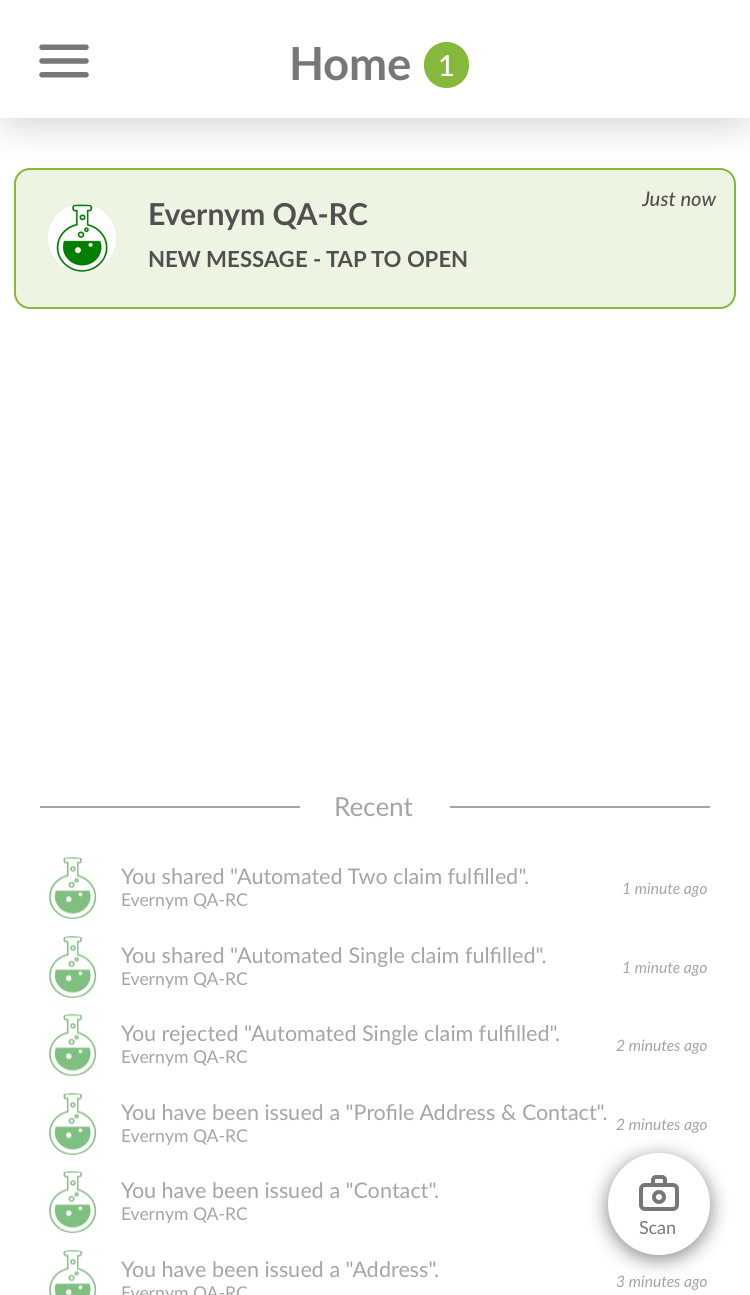 Home 1
Just now
Evernym QA-RC
NEW MESSAGE - TAP TO OPEN
Recent
You shared "Automated Two claim fulfilled".
Evernym QA-RC
1 minute ago
You shared "Automated Single claim fulfilled".
Evernym QA-RC
1 minute ago
You rejected "Automated Single claim fulfilled".
Evernym QA-RC
2 minutes ago
You have been issued a "Profile Address & Contact".
Evernym QA-RC
2 minutes ago
You have been issued a "Contact".
Evernym QA-RC
Scan
You have been issued a "Address".
Evernym QA-RC
3 minutes ago